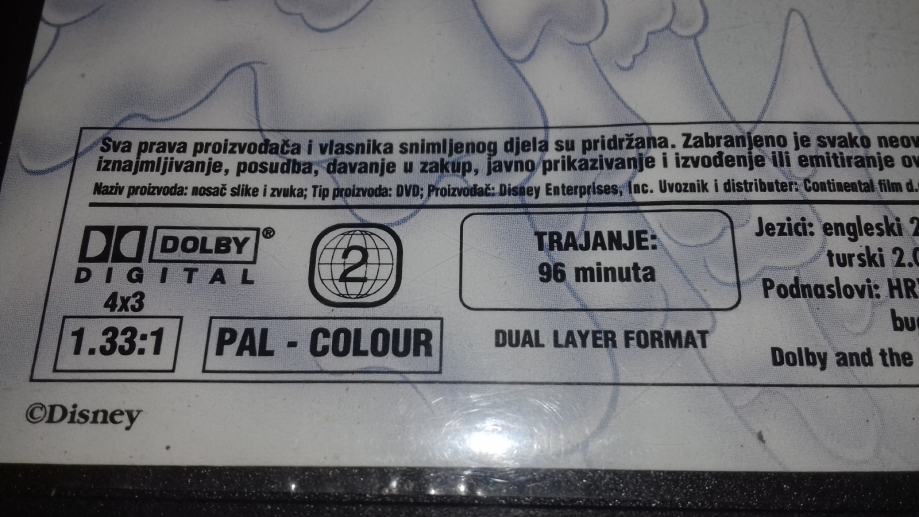 Sva prava proizvođača i vlasnika snimljenog djela su pridržana. Zabranjeno je svako
iznajmljivanje, posudba, davanje u zakup, javno prikazivanje i izvođenje ili emitiranje
Naziv proizvoda: nosač slike i zvuka; Tip proizvoda: DVD; Proizvođač: Disney Enterprises, Inc. Uvoznik i distributer: Continental film
DOLBY®
DIGITAL
4x3
1.33:1
PAL - COLOUR
2
TRAJANJE:
96 minuta
DUAL LAYER FORMAT
Jezici: engleski
turski
Podnaslovi:
Dolby and the
©Disney